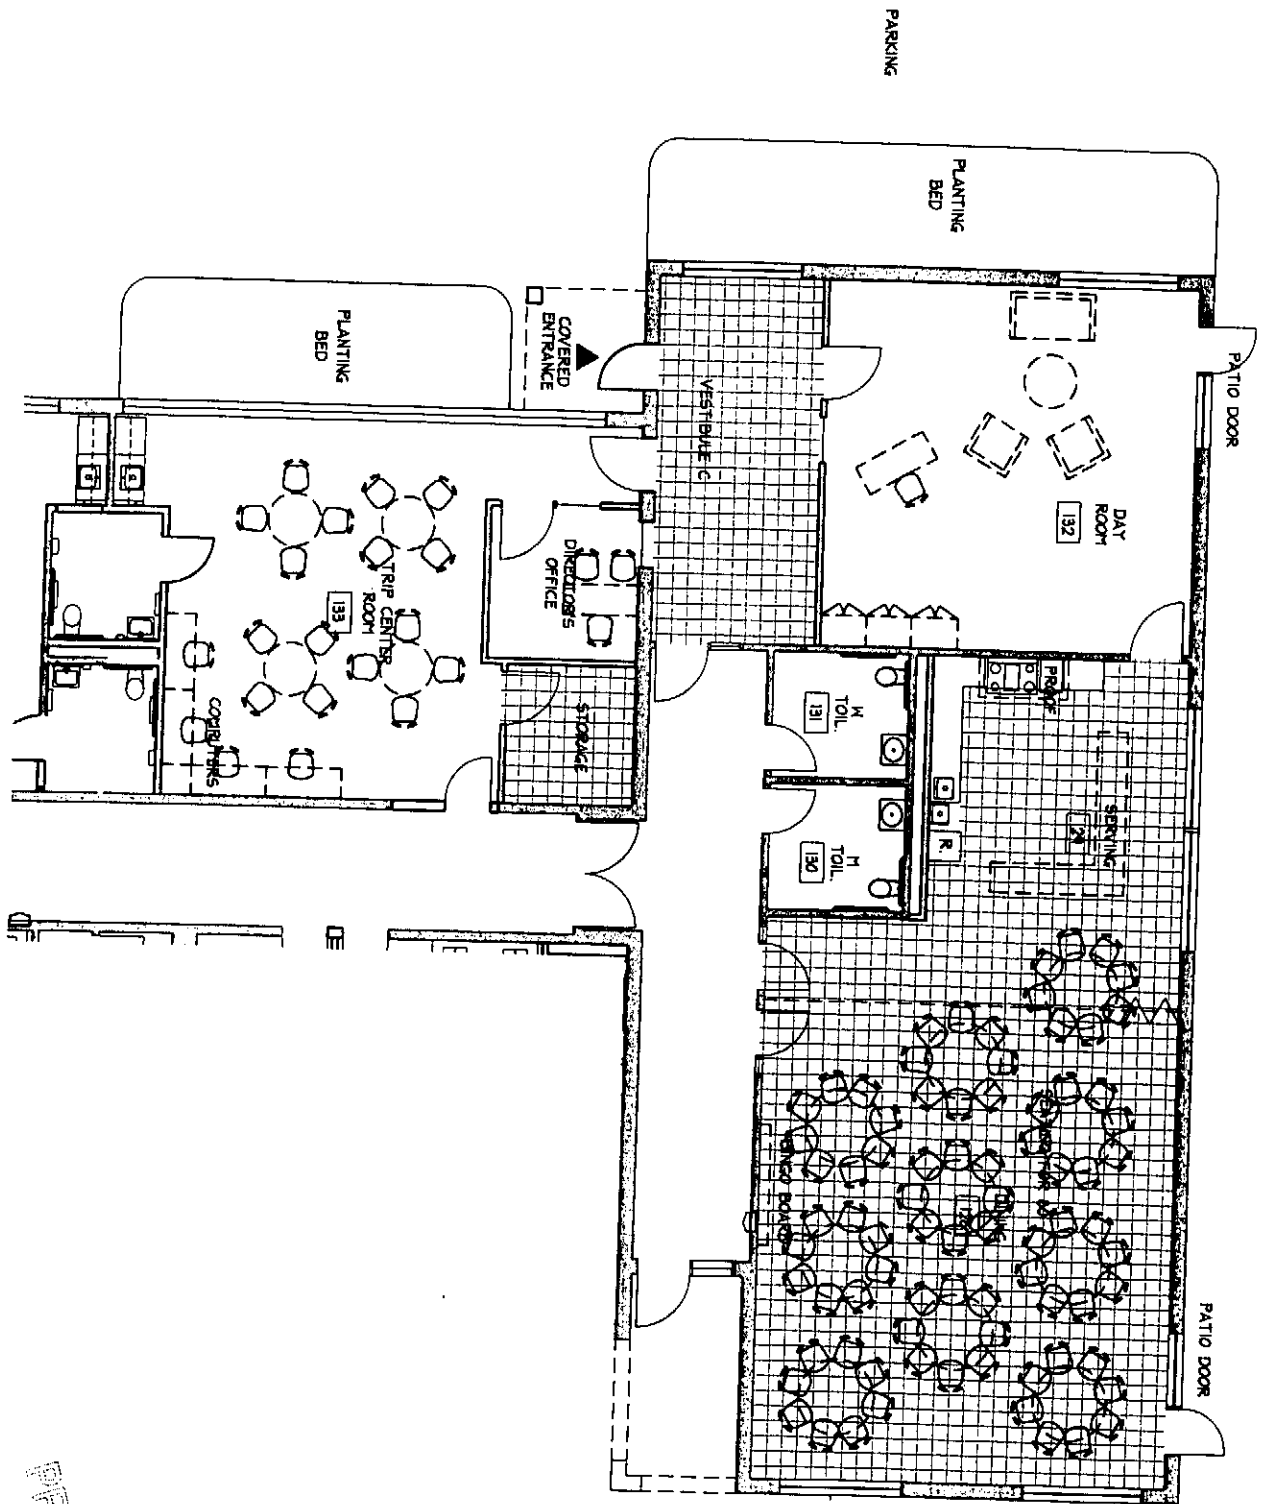 PARKING
PLANTING
BED
PLANTING
BED
COVERED
ENTRANCE
VESTIBULE C
PATIO DOOR
DAY
ROOM
132
DIRECTORS
OFFICE
TRIP CENTER
ROOM
133
COMPUTERS
STORAGE
W
TOIL.
131
M
TOIL.
130
R.
SERVING
DINING
BINGO BOARD
PATIO DOOR